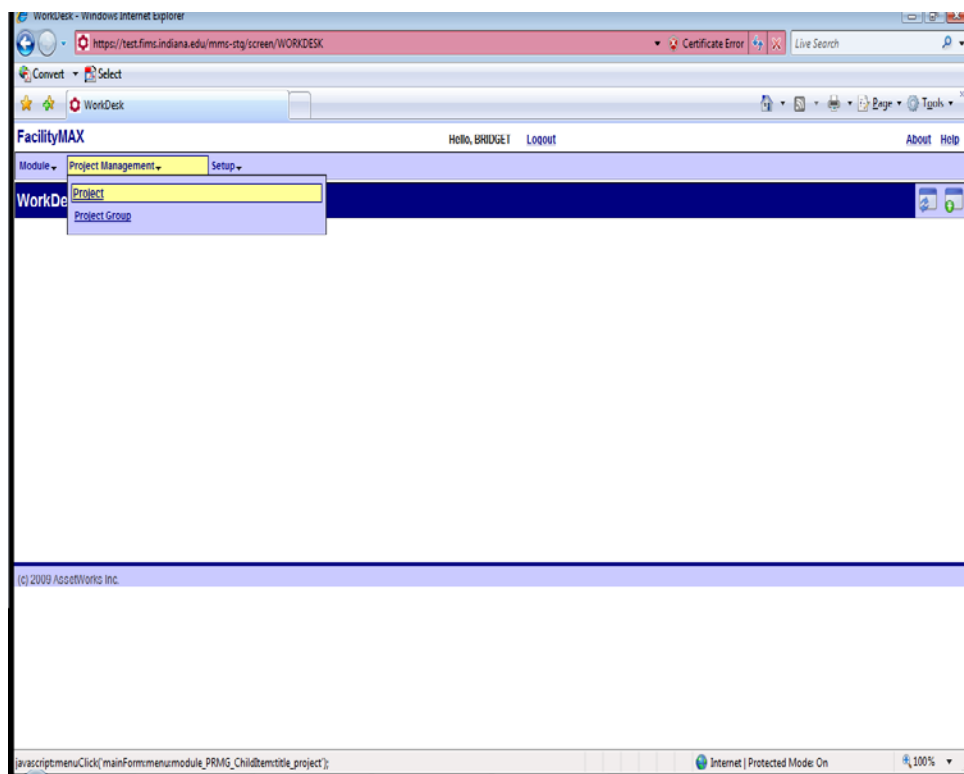 WorkDesk - Windows Internet Explorer
https://test.fims.indiana.edu/mms-stg/screen/WORKDESK Certificate Error Live Search
Convert Select
WorkDesk Page Tools
FacilityMAX Hello, BRIDGET Logout About Help
Module Project Management Setup
WorkDe
Project
Project Group
(c) 2009 AssetWorks Inc.
javascript:menuClick('mainForm:menu:module_PRMG_ChildItem:title_project'); Internet | Protected Mode: On 100%